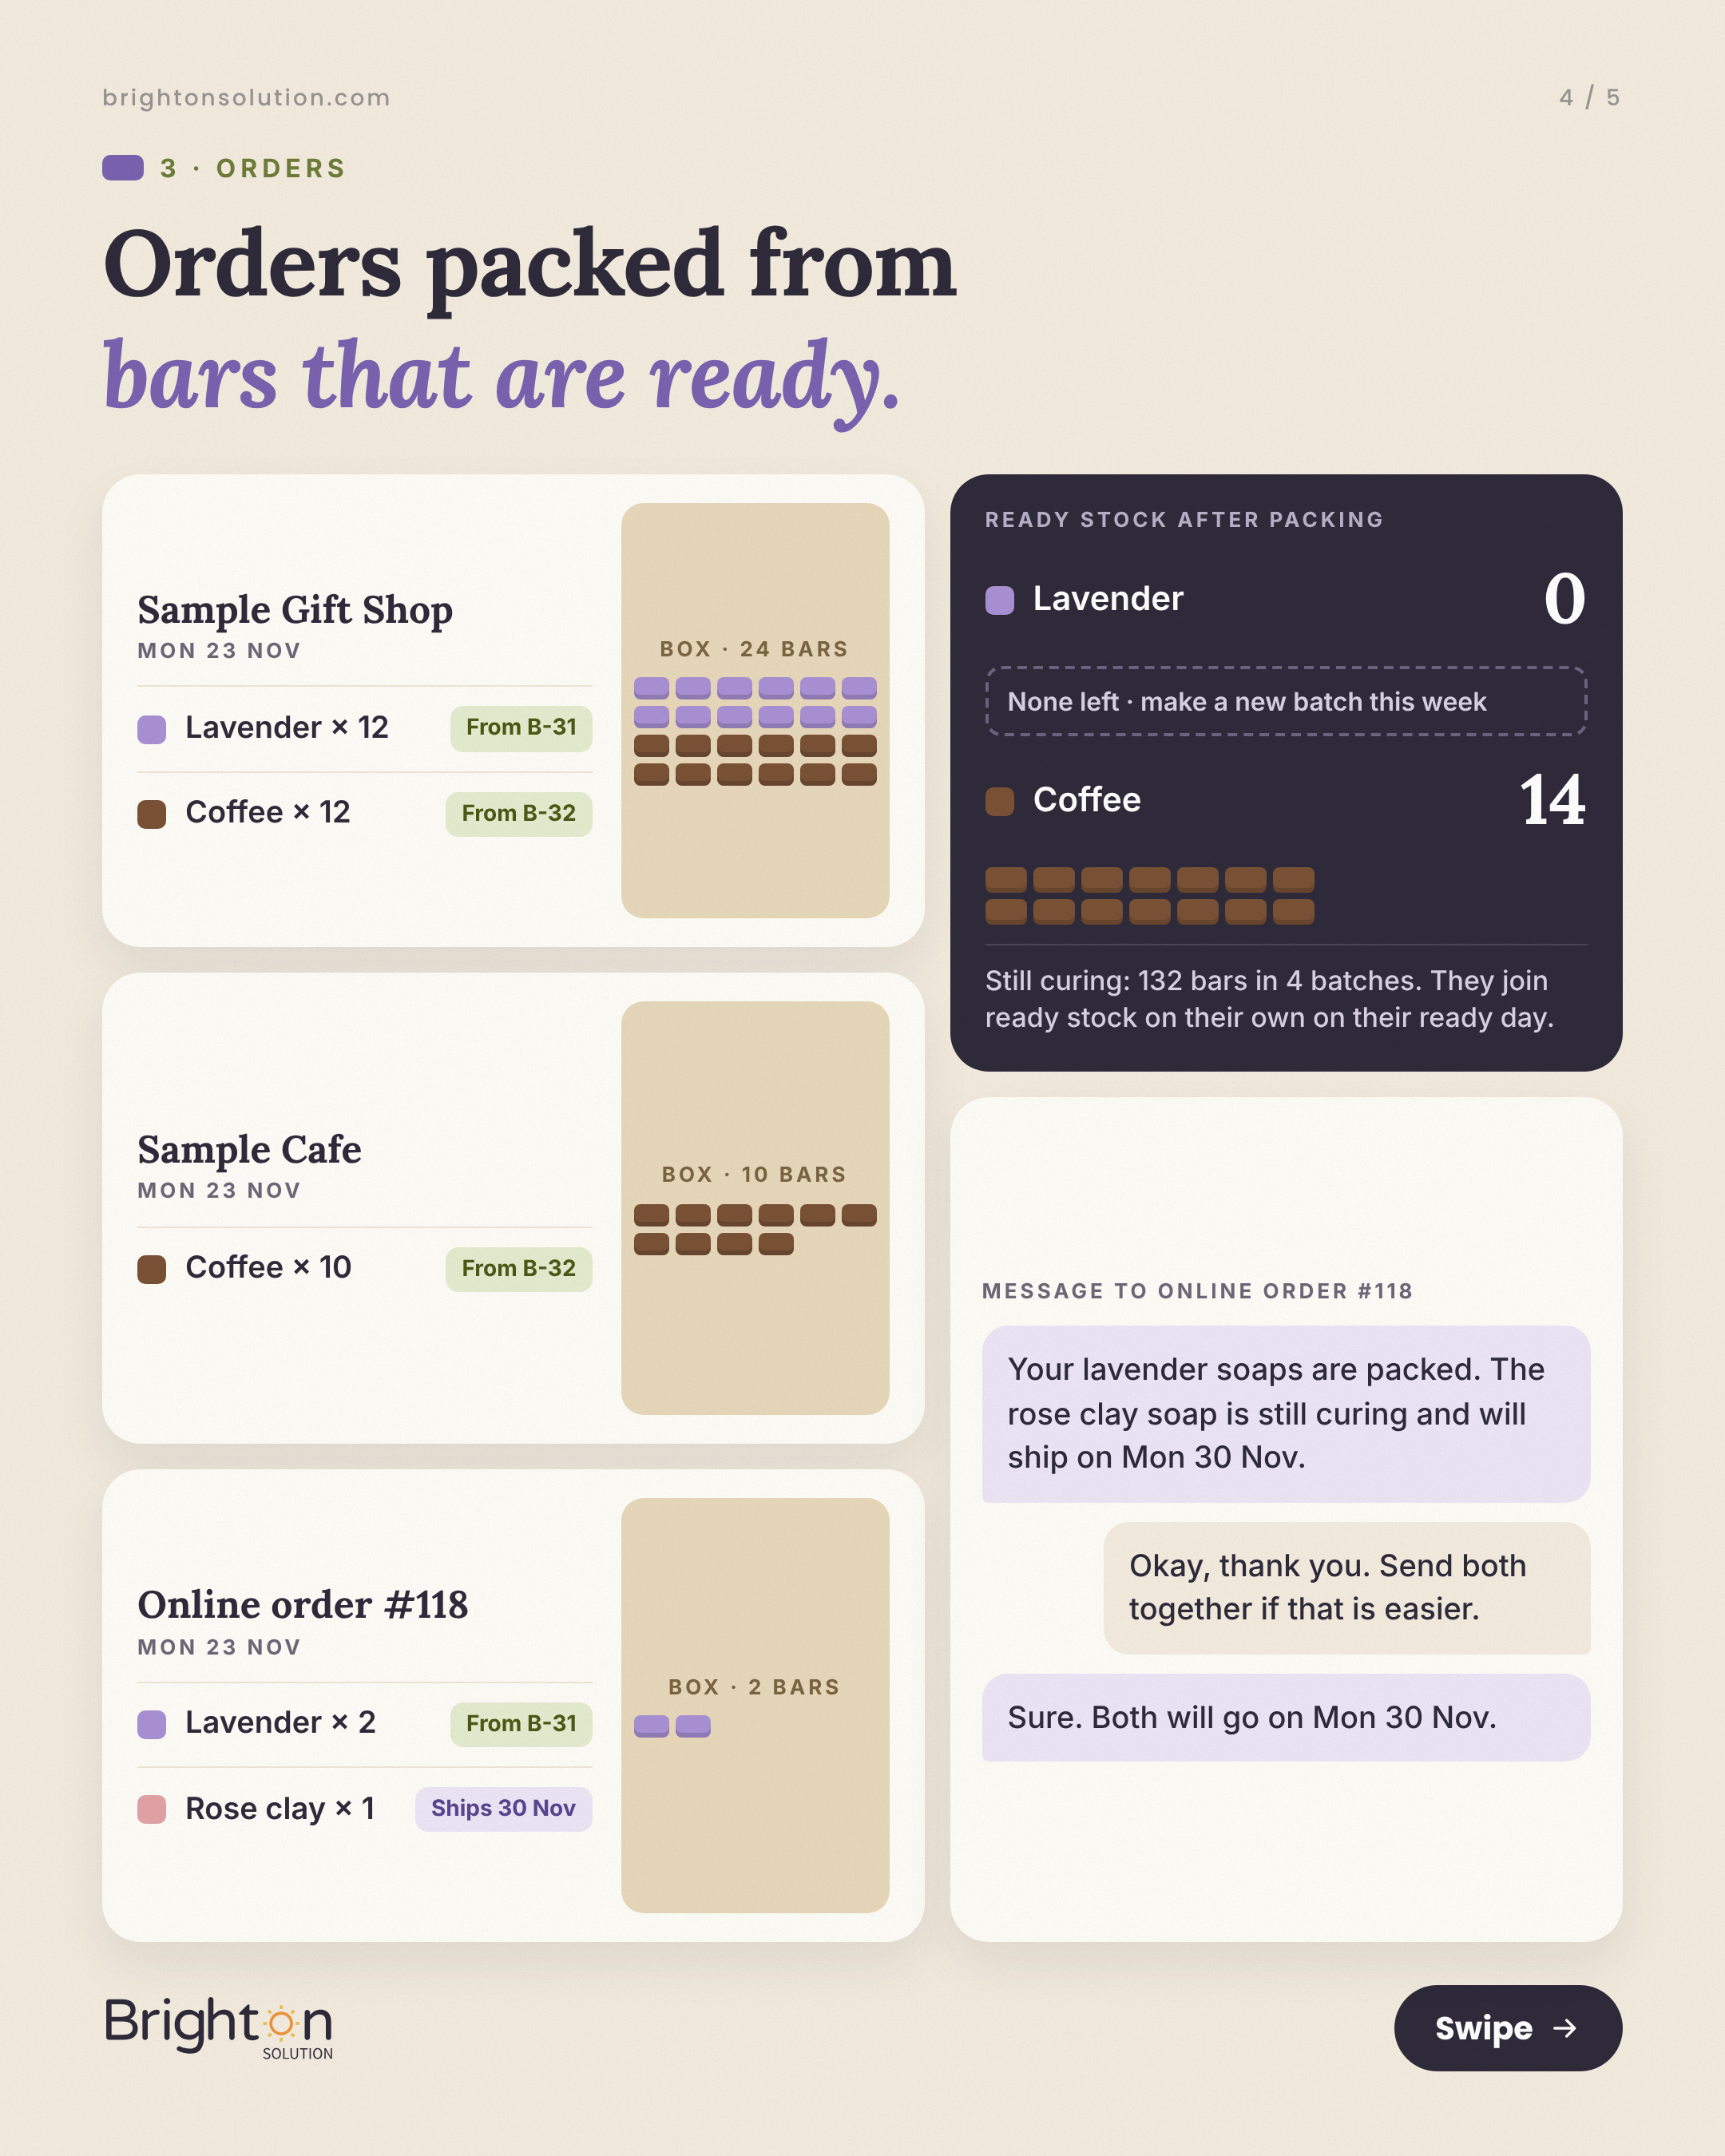 brightonsolution.com
4 / 5
3 · ORDERS
Orders packed from
bars that are ready.
Sample Gift Shop
MON 23 NOV
Lavender × 12
From B-31
Coffee × 12
From B-32
BOX · 24 BARS
Sample Cafe
MON 23 NOV
Coffee × 10
From B-32
BOX · 10 BARS
Online order #118
MON 23 NOV
Lavender × 2
From B-31
Rose clay × 1
Ships 30 Nov
BOX · 2 BARS
READY STOCK AFTER PACKING
Lavender
0
None left · make a new batch this week
Coffee
14
Still curing: 132 bars in 4 batches. They join
ready stock on their own on their ready day.
MESSAGE TO ONLINE ORDER #118
Your lavender soaps are packed. The
rose clay soap is still curing and will
ship on Mon 30 Nov.
Okay, thank you. Send both
together if that is easier.
Sure. Both will go on Mon 30 Nov.
Brighton
SOLUTION
Swipe →